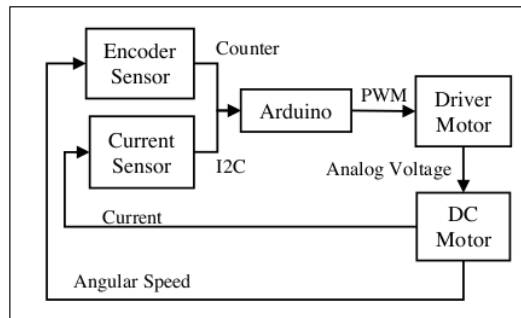 Encoder
Sensor
Counter
Current
Sensor
I2C
Arduino
PWM
Driver
Motor
Analog Voltage
DC
Motor
Current
Angular Speed